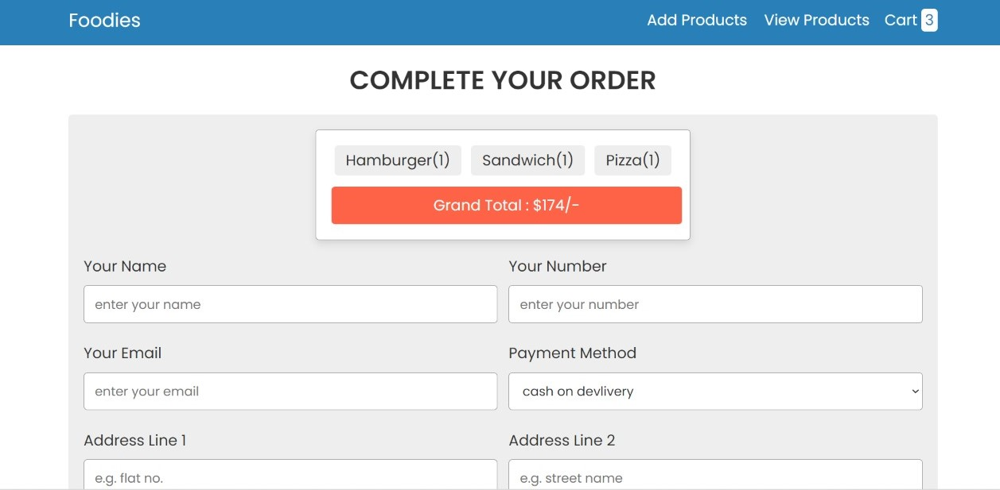 Foodies Add Products View Products Cart 3
COMPLETE YOUR ORDER
Hamburger(1) Sandwich(1) Pizza(1)
Grand Total : $174/-
Your Name Your Number
enter your name enter your number
Your Email Payment Method
enter your email cash on devlivery
Address Line 1 Address Line 2
e.g. flat no. e.g. street name